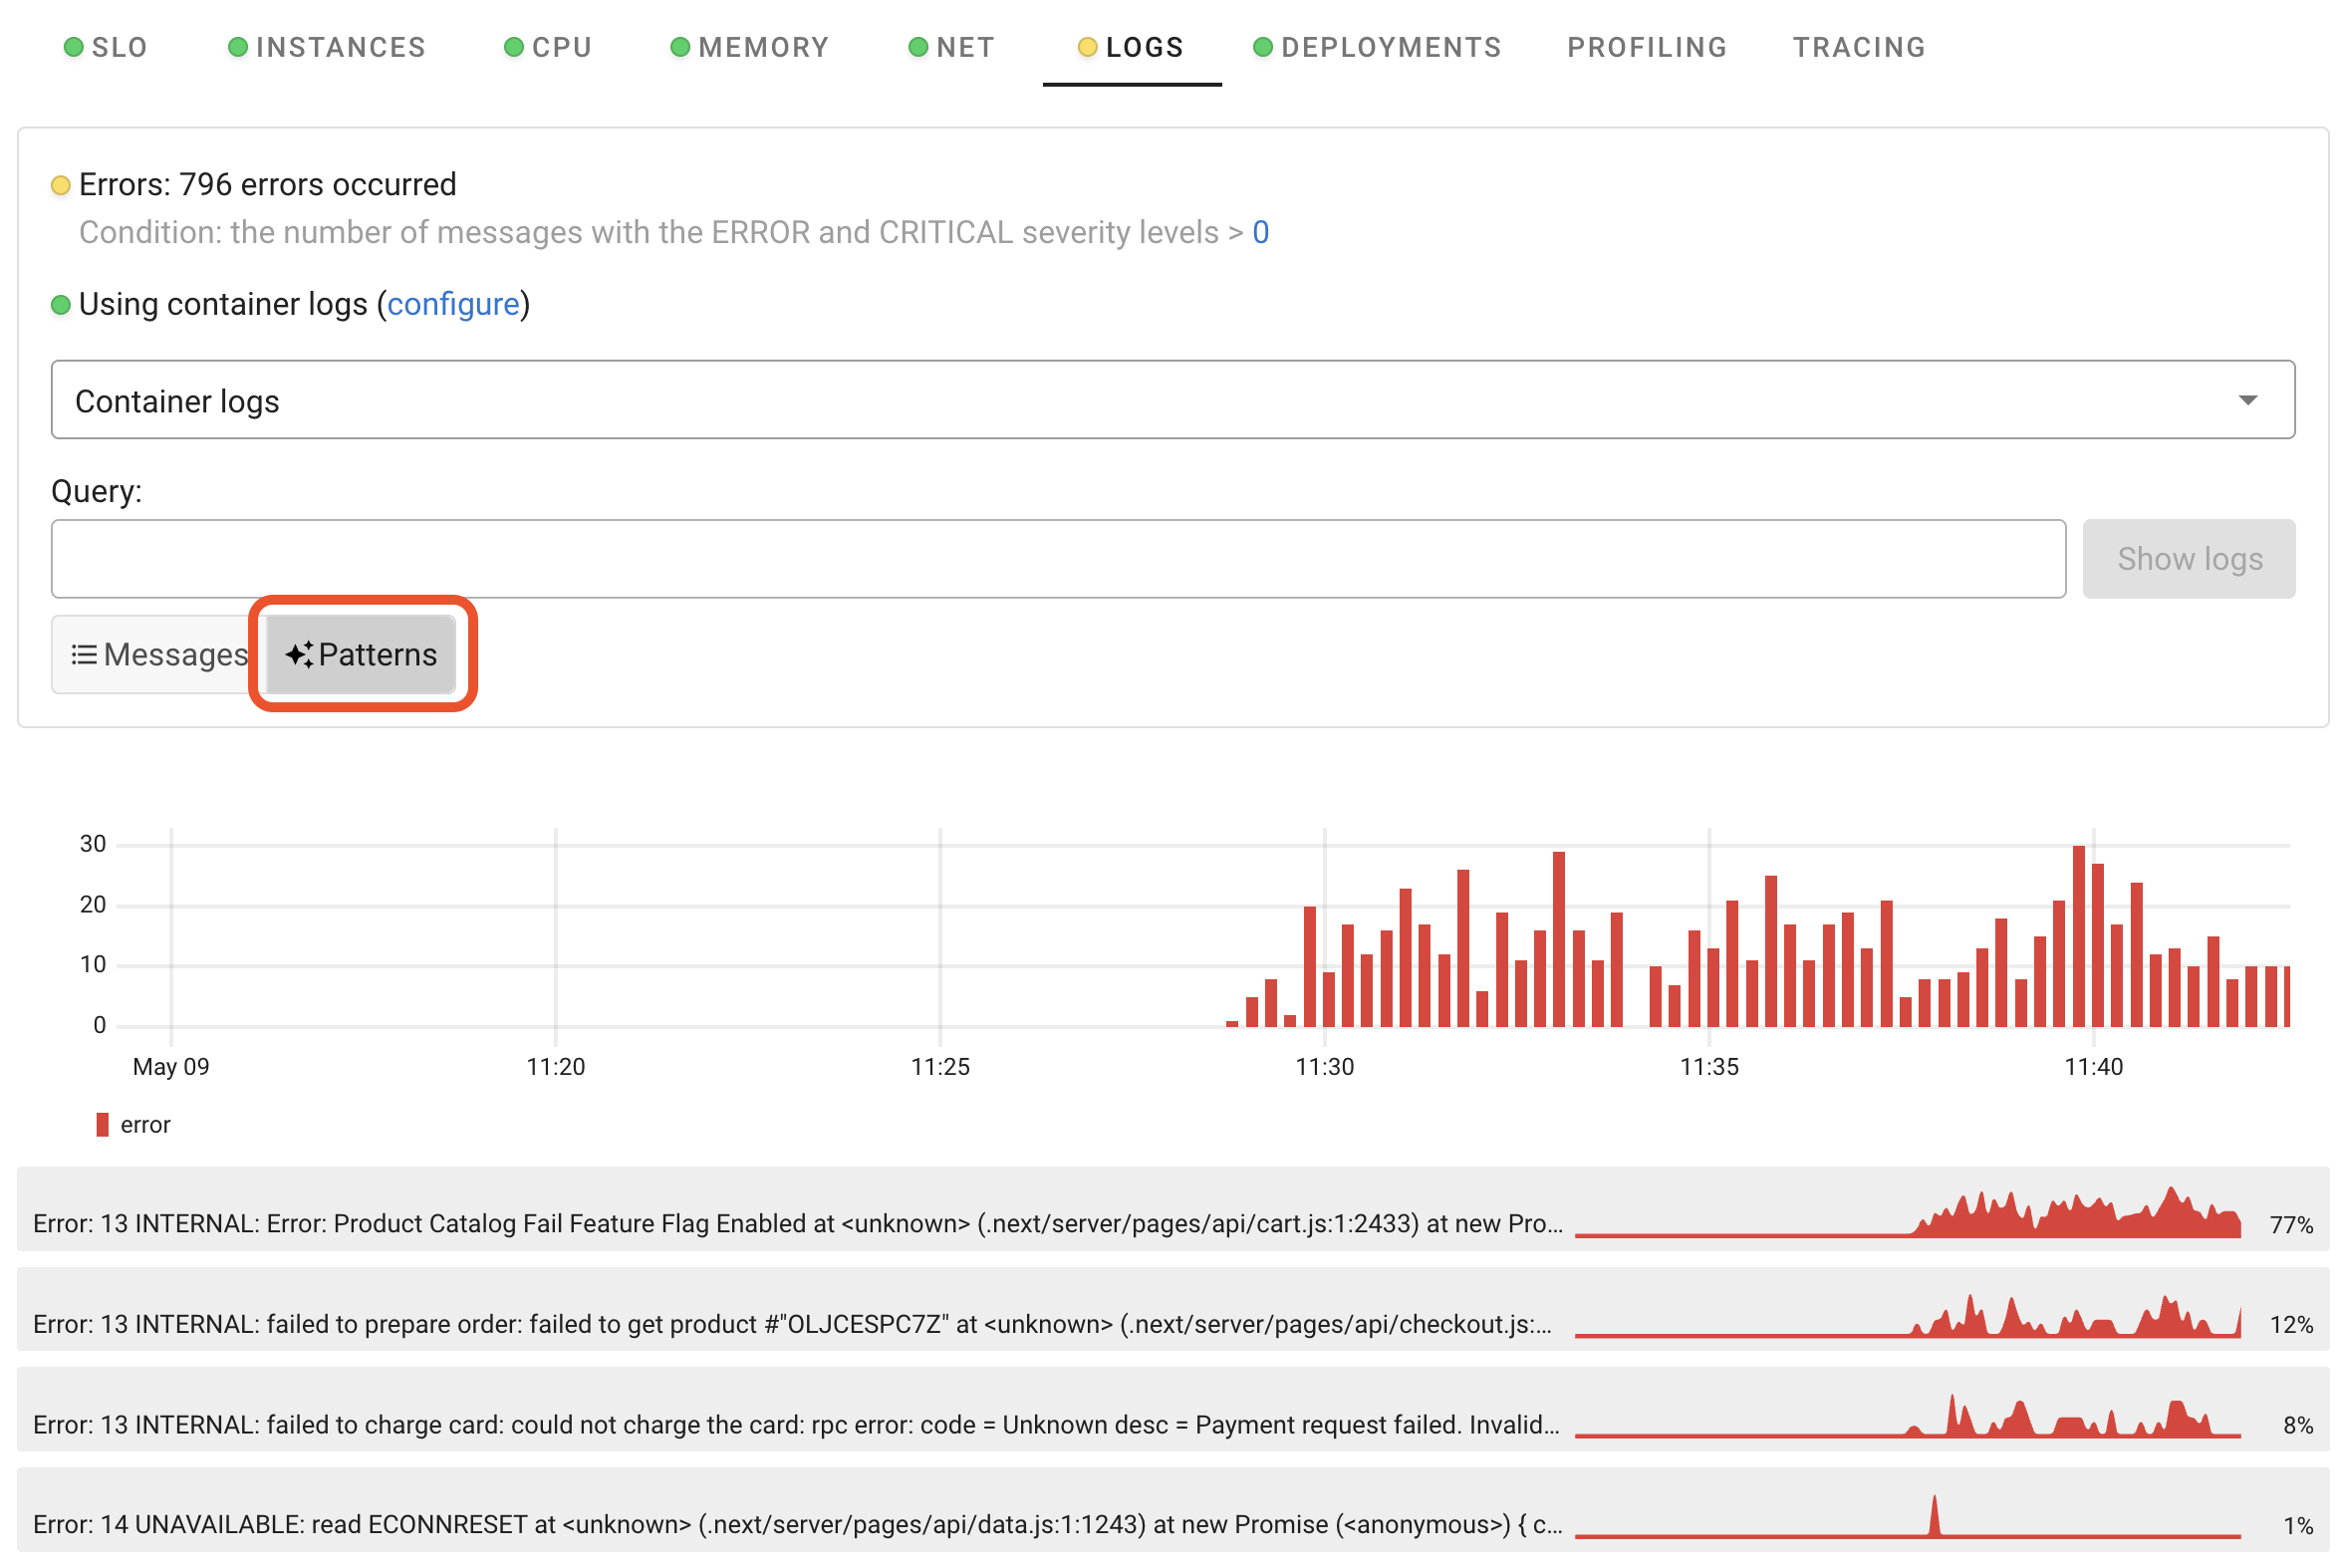 SLO INSTANCES CPU MEMORY NET LOGS DEPLOYMENTS PROFILING TRACING
Errors: 796 errors occurred
Condition: the number of messages with the ERROR and CRITICAL severity levels > 0
Using container logs (configure)
Container logs
Query:
Show logs
Messages Patterns
30
20
10
0
May 09 11:20 11:25 11:30 11:35 11:40
error
Error: 13 INTERNAL: Error: Product Catalog Fail Feature Flag Enabled at <unknown> (.next/server/pages/api/cart.js:1:2433) at new Pro... 77%
Error: 13 INTERNAL: failed to prepare order: failed to get product #"OLJCESPC7Z" at <unknown> (.next/server/pages/api/checkout.js:... 12%
Error: 13 INTERNAL: failed to charge card: could not charge the card: rpc error: code = Unknown desc = Payment request failed. Invalid... 8%
Error: 14 UNAVAILABLE: read ECONNRESET at <unknown> (.next/server/pages/api/data.js:1:1243) at new Promise (<anonymous>) { c... 1%